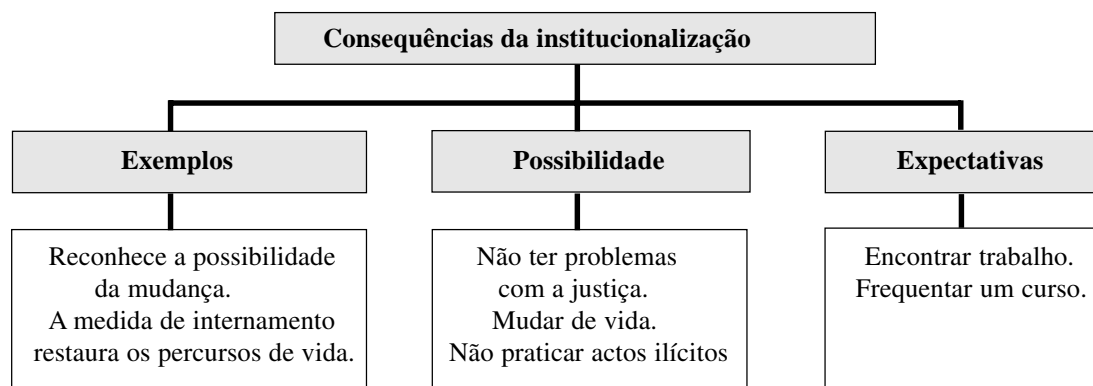 Consequências da institucionalização
Exemplos
Possibilidade
Expectativas
Reconhece a possibilidade
da mudança.
A medida de internamento
restaura os percursos de vida.
Não ter problemas
com a justiça.
Mudar de vida.
Não praticar actos ilícitos
Encontrar trabalho.
Frequentar um curso.